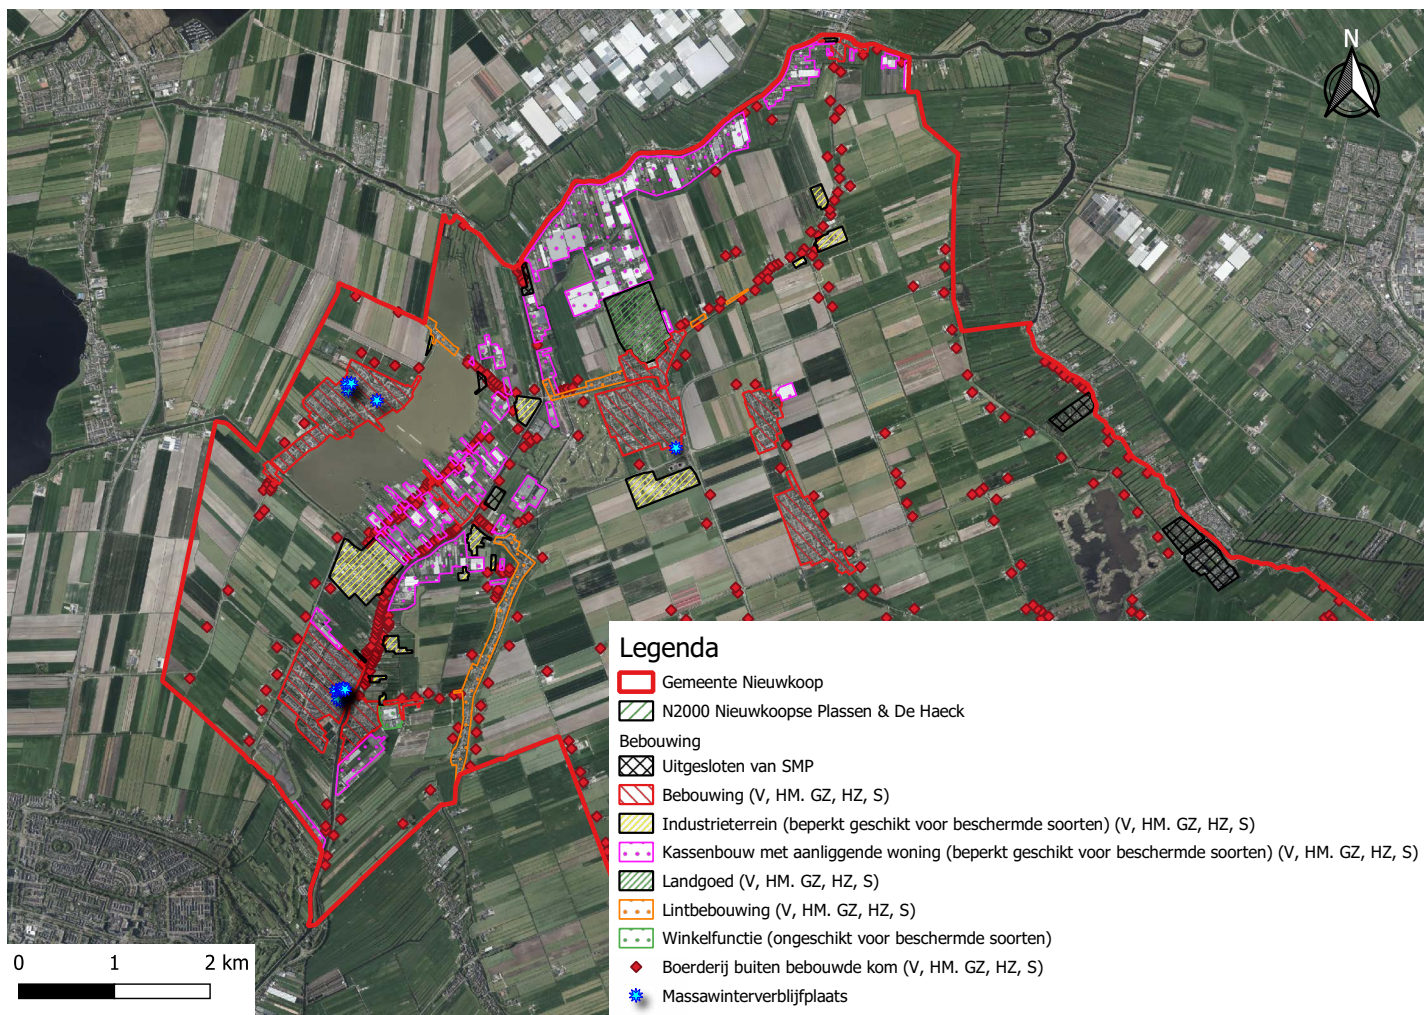 N
Legenda
Gemeente Nieuwkoop
N2000 Nieuwkoopse Plassen & De Haeck
Bebouwing
Uitgesloten van SMP
Bebouwing (V, HM. GZ, HZ, S)
Industrieterrein (beperkt geschikt voor beschermde soorten) (V, HM. GZ, HZ, S)
Kassenbouw met aanliggende woning (beperkt geschikt voor beschermde soorten) (V, HM. GZ, HZ, S)
Landgoed (V, HM. GZ, HZ, S)
Lintbebouwing (V, HM. GZ, HZ, S)
Winkelfunctie (ongeschikt voor beschermde soorten)
Boerderij buiten bebouwde kom (V, HM. GZ, HZ, S)
Massawinterverblijfplaats
0 1 2 km